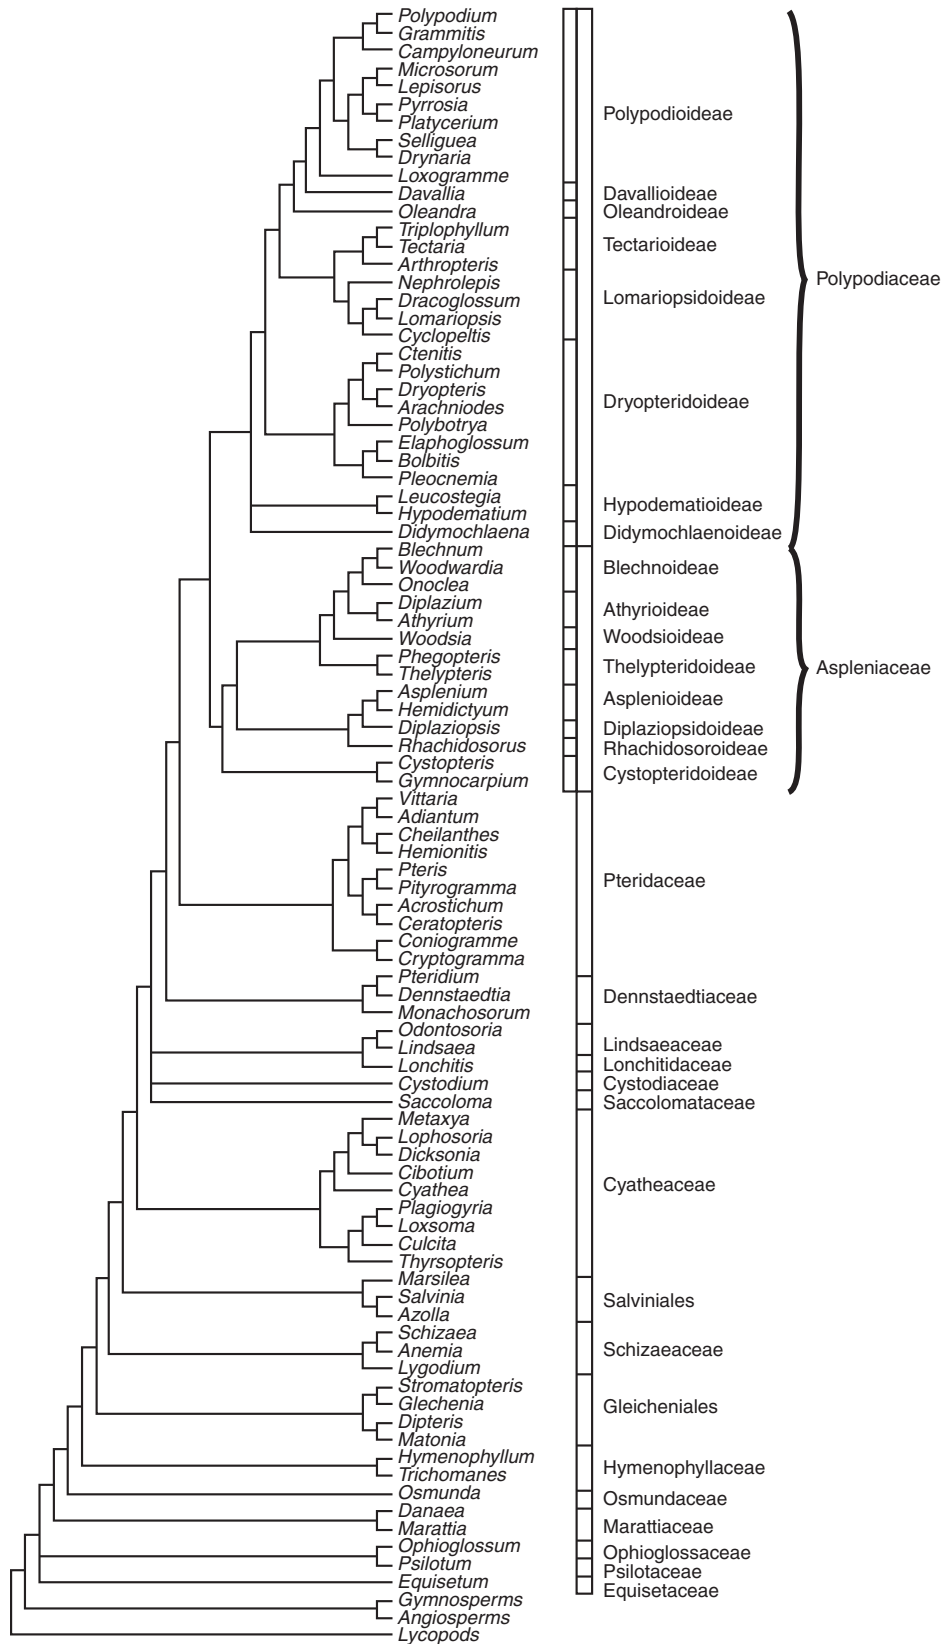 Polypodium
Grammitis
Campyloneurum
Microsorum
Lepisorus
Pyrrosia
Platycerium
Selliguea
Drynaria
Loxogramme
Davallia
Oleandra
Triplophyllum
Tectaria
Arthropteris
Nephrolepis
Dracoglossum
Lomariopsis
Cyclopeltis
Ctenitis
Polystichum
Dryopteris
Arachniodes
Polybotrya
Elaphoglossum
Bolbitis
Pleocnemia
Leucostegia
Hypodematium
Didymochlaena
Blechnum
Woodwardia
Onoclea
Diplazium
Athyrium
Woodsia
Phegopteris
Thelypteris
Asplenium
Hemidictyum
Diplaziopsis
Rhachidosorus
Cystopteris
Gymnocarpium
Vittaria
Adiantum
Cheilanthes
Hemionitis
Pteris
Pityrogramma
Acrostichum
Ceratopteris
Coniogramme
Cryptogramma
Pteridium
Dennstaedtia
Monachosorum
Odontosoria
Lindsaea
Lonchitis
Cystodium
Saccoloma
Metaxya
Lophosoria
Dicksonia
Cibotium
Cyathea
Plagiogyria
Loxsoma
Culcita
Thyrsopteris
Marsilea
Salvinia
Azolla
Schizaea
Anemia
Lygodium
Stromatopteris
Glechenia
Dipteris
Matonia
Hymenophyllum
Trichomanes
Osmunda
Danaea
Marattia
Ophioglossum
Psilotum
Equisetum
Gymnosperms
Angiosperms
Lycopods
Polypodioideae
Davallioideae
Oleandroideae
Tectarioideae
Lomariopsidoideae
Dryopteridoideae
Hypodematioideae
Didymochlaenoideae
Blechnoideae
Athyrioideae
Woodsioideae
Thelypteridoideae
Asplenioideae
Diplaziopsidoideae
Rhachidosoroideae
Cystopteridoideae
Pteridaceae
Dennstaedtiaceae
Lindsaeaceae
Lonchitidaceae
Cystodiaceae
Saccolomataceae
Cyatheaceae
Salviniales
Schizaeaceae
Gleicheniales
Hymenophyllaceae
Osmundaceae
Marattiaceae
Ophioglossaceae
Psilotaceae
Equisetaceae
Polypodiaceae
Aspleniaceae